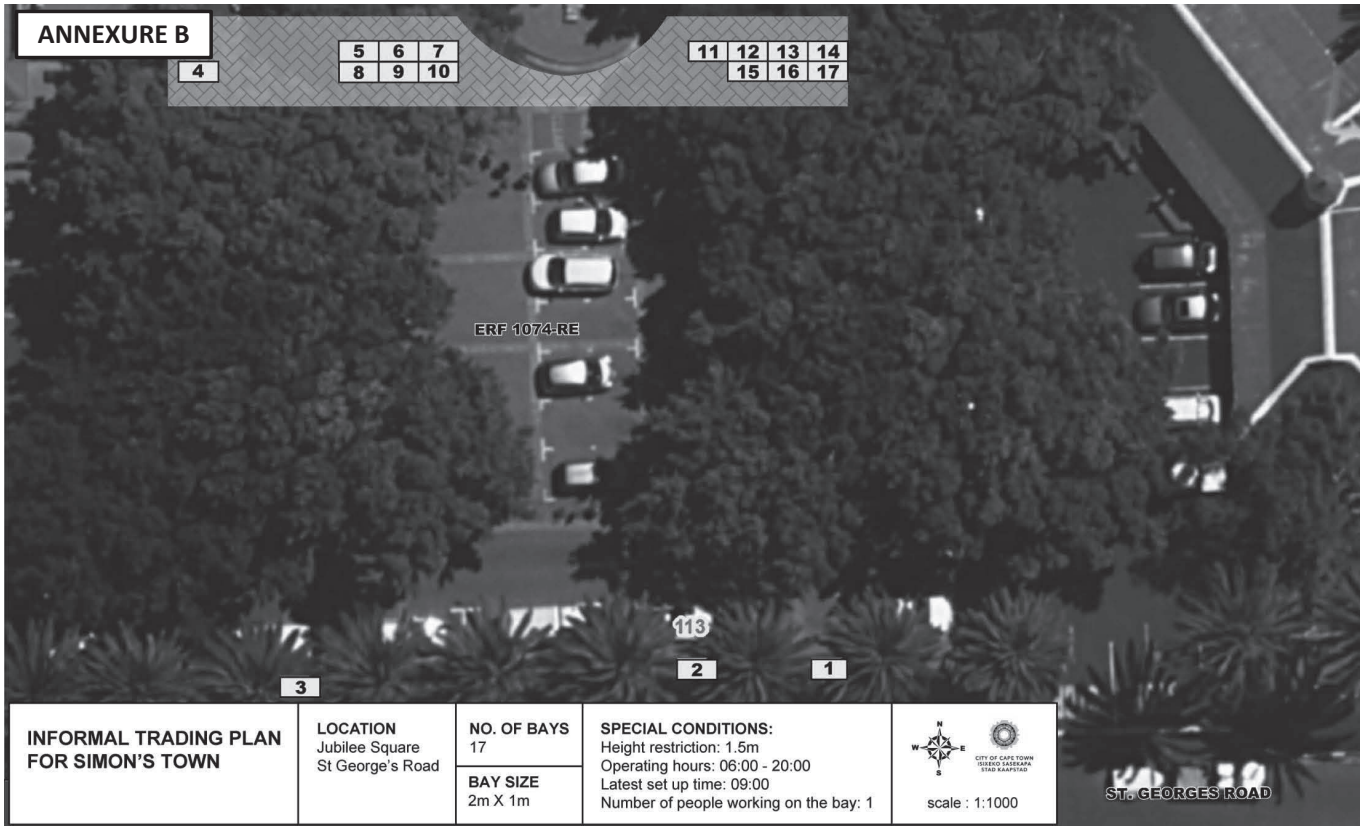 ANNEXURE B
4
5 6 7
8 9 10
11 12 13 14
15 16 17
ERF 1074-RE
113
2
1
3
INFORMAL TRADING PLAN
FOR SIMON'S TOWN
LOCATION
Jubilee Square
St George's Road
NO. OF BAYS
17
BAY SIZE
2m X 1m
SPECIAL CONDITIONS:
Height restriction: 1.5m
Operating hours: 06:00 - 20:00
Latest set up time: 09:00
Number of people working on the bay: 1
N
W E
S
CITY OF CAPE TOWN
ISIXEKO SASEKAPA
STAD KAAPSTAD
scale : 1:1000
ST. GEORGES ROAD